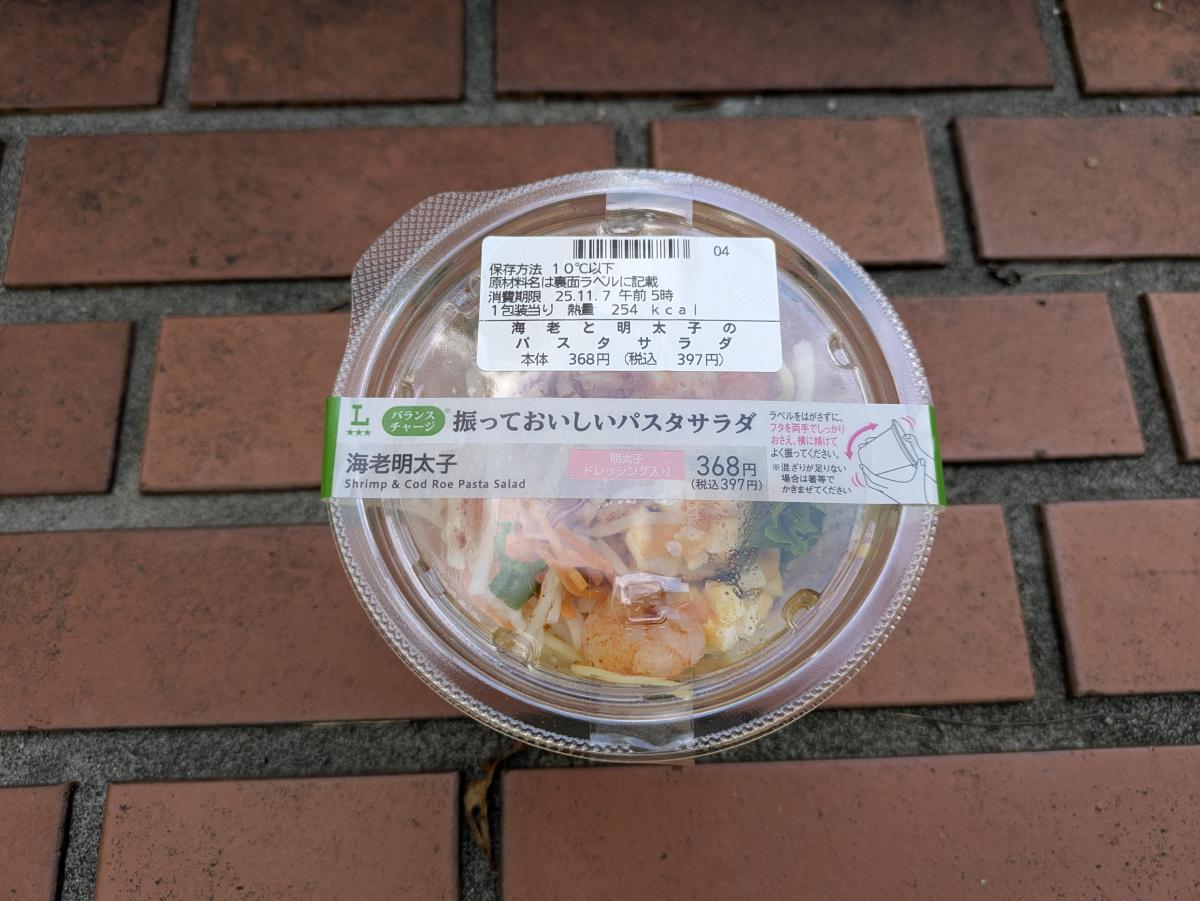 04
保存方法 10℃以下
原材料名は裏面ラベルに記載
消費期限 25.11.7 午前5時
1包装当り 熱量 254 kcal
海老と明太子の
パスタサラダ
本体 368円 (税込 397円)
L
★★★
バランス
チャージ
※
振っておいしいパスタサラダ
海老明太子
Shrimp & Cod Roe Pasta Salad
明太子
ドレッシング入り
368円
(税込397円)
ラベルをはがさずに、
フタを両手でしっかり
おさえ、横に傾けて
よく振ってください。
※混ざりが足りない
場合は箸等で
かきまぜてください